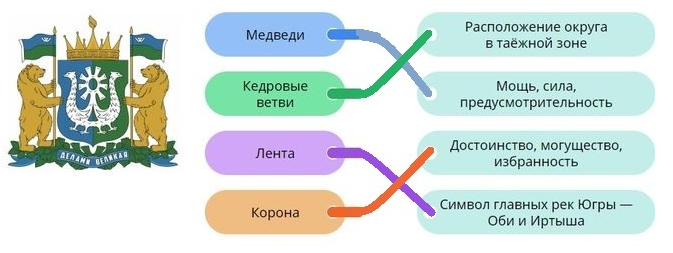 ДЕЛАМИ ВЕЛИКАЯ
Медведи
Расположение округа
в таёжной зоне
Кедровые
ветви
Мощь, сила,
предусмотрительность
Лента
Достоинство, могущество,
избранность
Корона
Символ главных рек Югры —
Оби и Иртыша